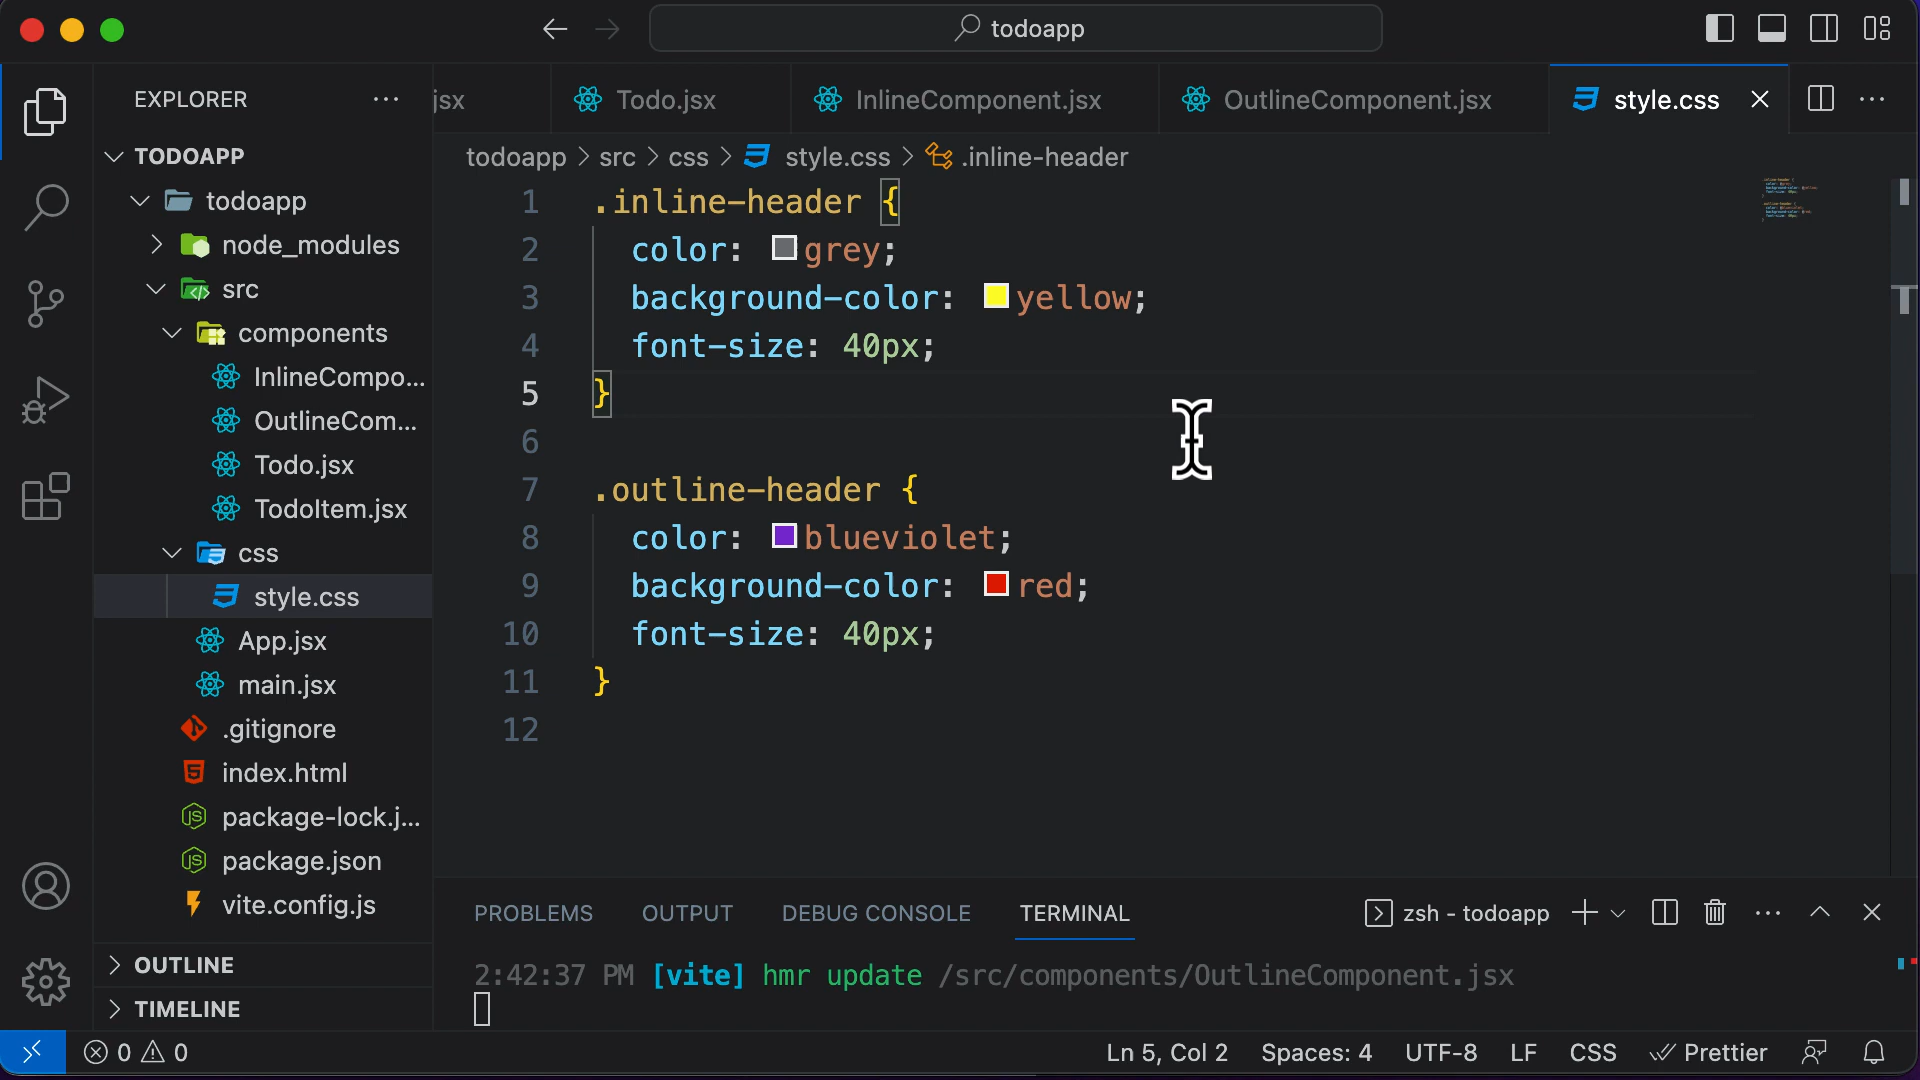 todoapp
EXPLORER
jsx
Todo.jsx
InlineComponent.jsx
OutlineComponent.jsx
style.css
TODOAPP
todoapp
node_modules
src
components
InlineCompo...
OutlineCom...
Todo.jsx
TodoItem.jsx
css
style.css
App.jsx
main.jsx
.gitignore
index.html
package-lock.j...
package.json
vite.config.js
OUTLINE
TIMELINE
todoapp > src > css > style.css > .inline-header
1 .inline-header {
2 color: grey;
3 background-color: yellow;
4 font-size: 40px;
5 }
6
7 .outline-header {
8 color: blueviolet;
9 background-color: red;
10 font-size: 40px;
11 }
12
PROBLEMS OUTPUT DEBUG CONSOLE TERMINAL zsh - todoapp
2:42:37 PM [vite] hmr update /src/components/OutlineComponent.jsx
0 0 Ln 5, Col 2 Spaces: 4 UTF-8 LF CSS Prettier